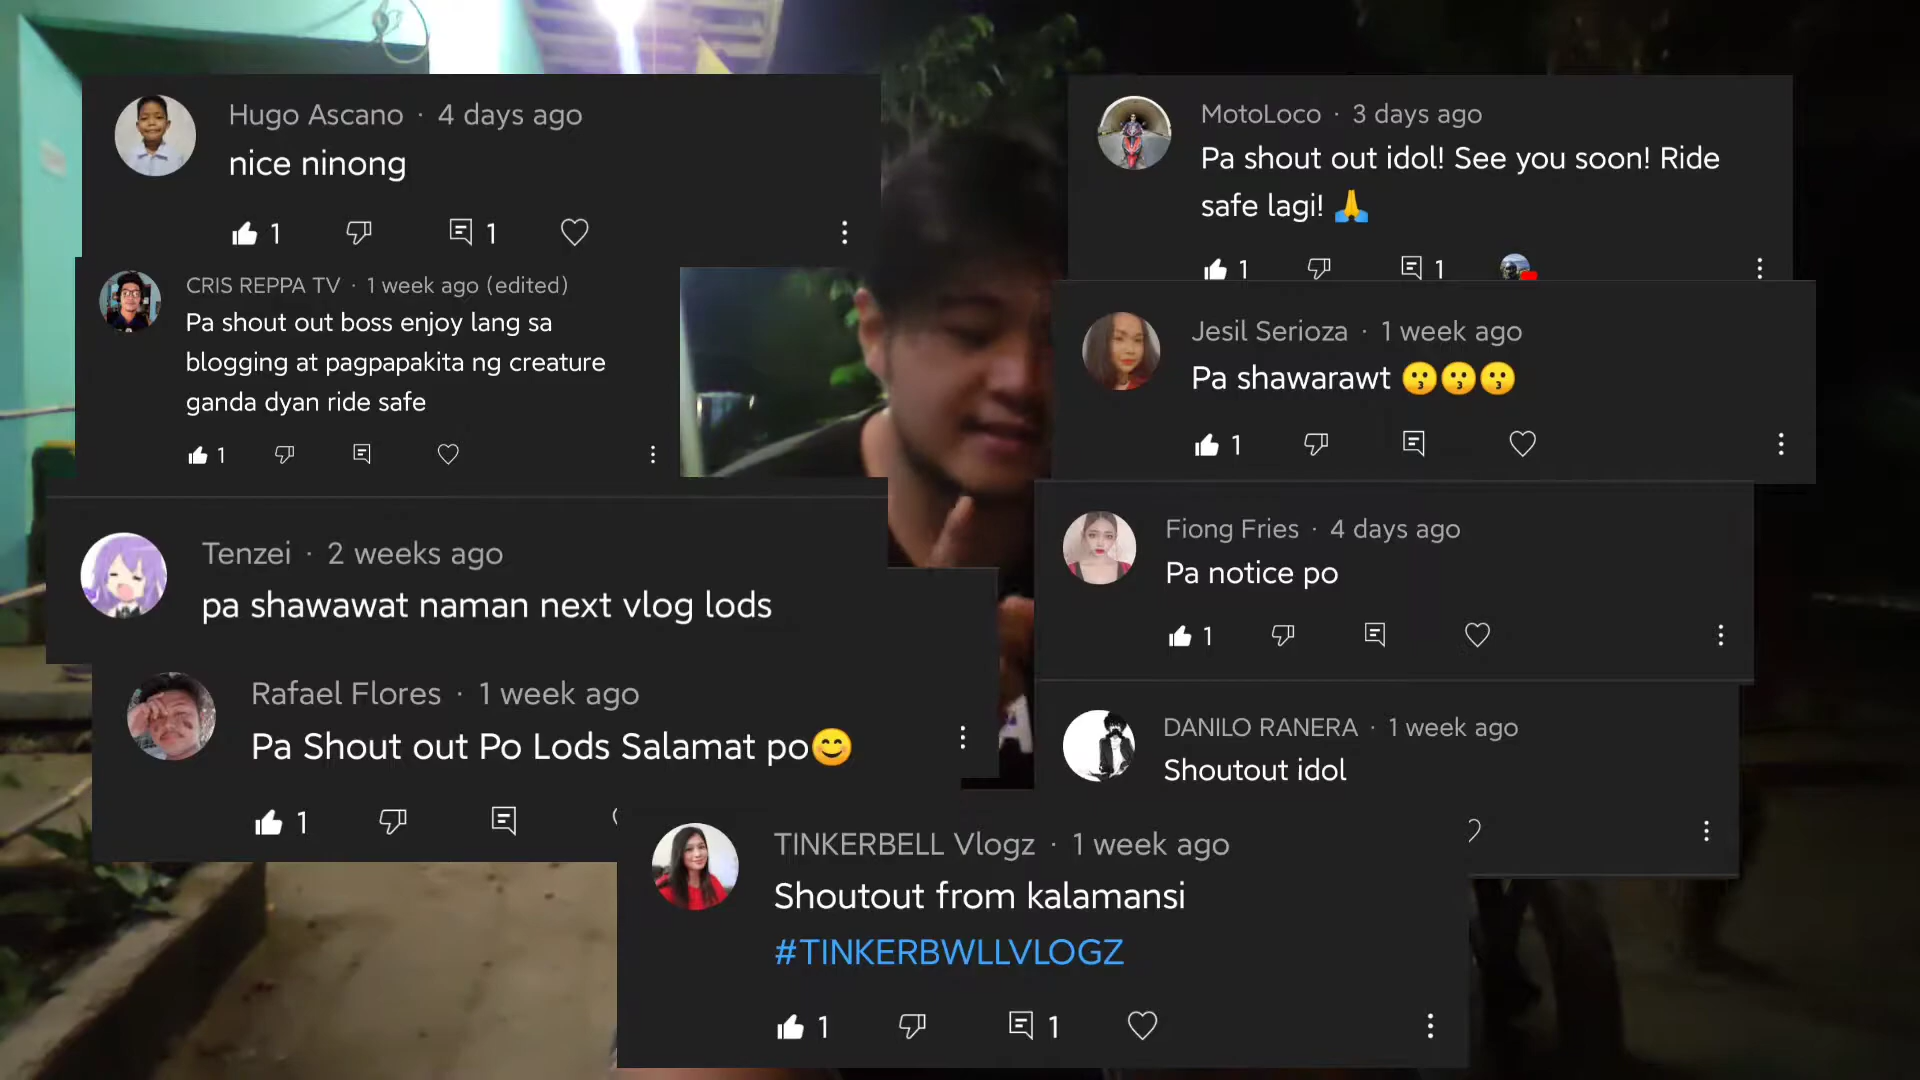 Hugo Ascano · 4 days ago
nice ninong
1
1
CRIS REPPA TV · 1 week ago (edited)
Pa shout out boss enjoy lang sa
blogging at pagpapakita ng creature
ganda dyan ride safe
1
Tenzei · 2 weeks ago
pa shawawat naman next vlog lods
Rafael Flores · 1 week ago
Pa Shout out Po Lods Salamat po😊
1
MotoLoco · 3 days ago
Pa shout out idol! See you soon! Ride
safe lagi! 🙏
1
1
Jesil Serioza · 1 week ago
Pa shawarawt 😗😗😗
1
Fiong Fries · 4 days ago
Pa notice po
1
DANILO RANERA · 1 week ago
Shoutout idol
TINKERBELL Vlogz · 1 week ago
Shoutout from kalamansi
#TINKERBWLLVLOGZ
1
1